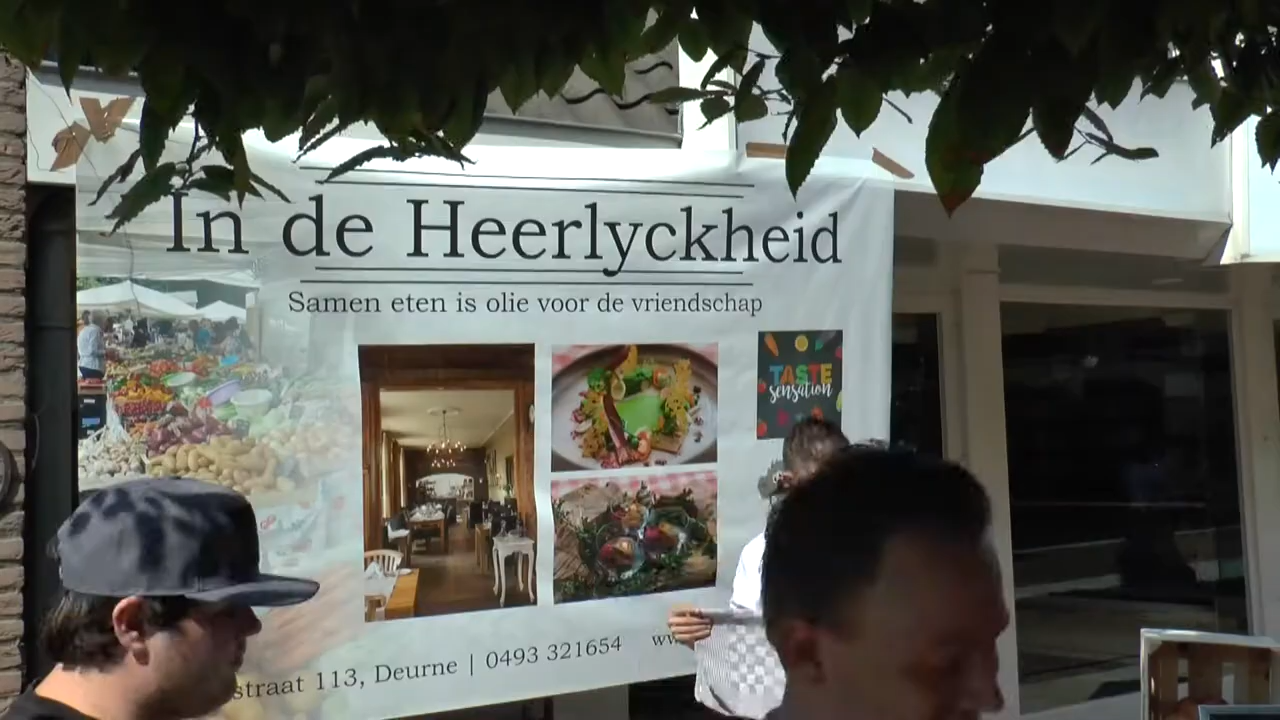 In de Heerlyckheid
Samen eten is olie voor de vriendschap
TASTE
sensation
straat 113, Deurne | 0493 321654